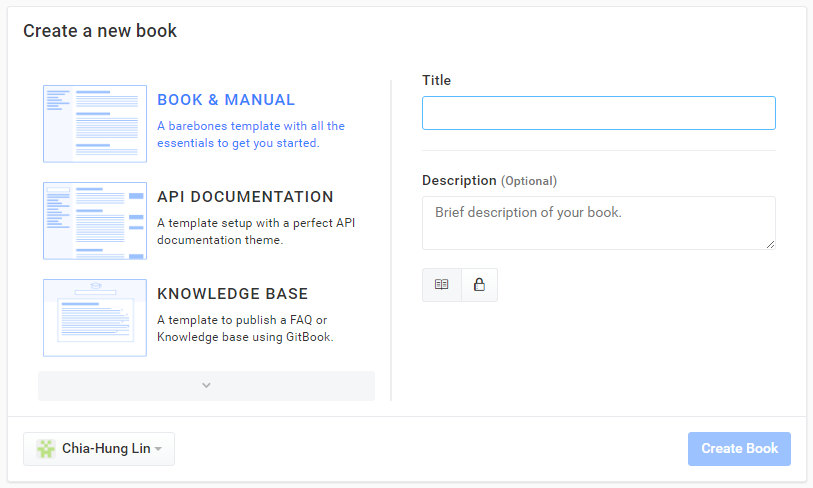 Create a new book
BOOK & MANUAL
A barebones template with all the
essentials to get you started.
API DOCUMENTATION
A template setup with a perfect API
documentation theme.
KNOWLEDGE BASE
A template to publish a FAQ or
Knowledge base using GitBook.
Title
Description (Optional)
Brief description of your book.
Chia-Hung Lin
Create Book